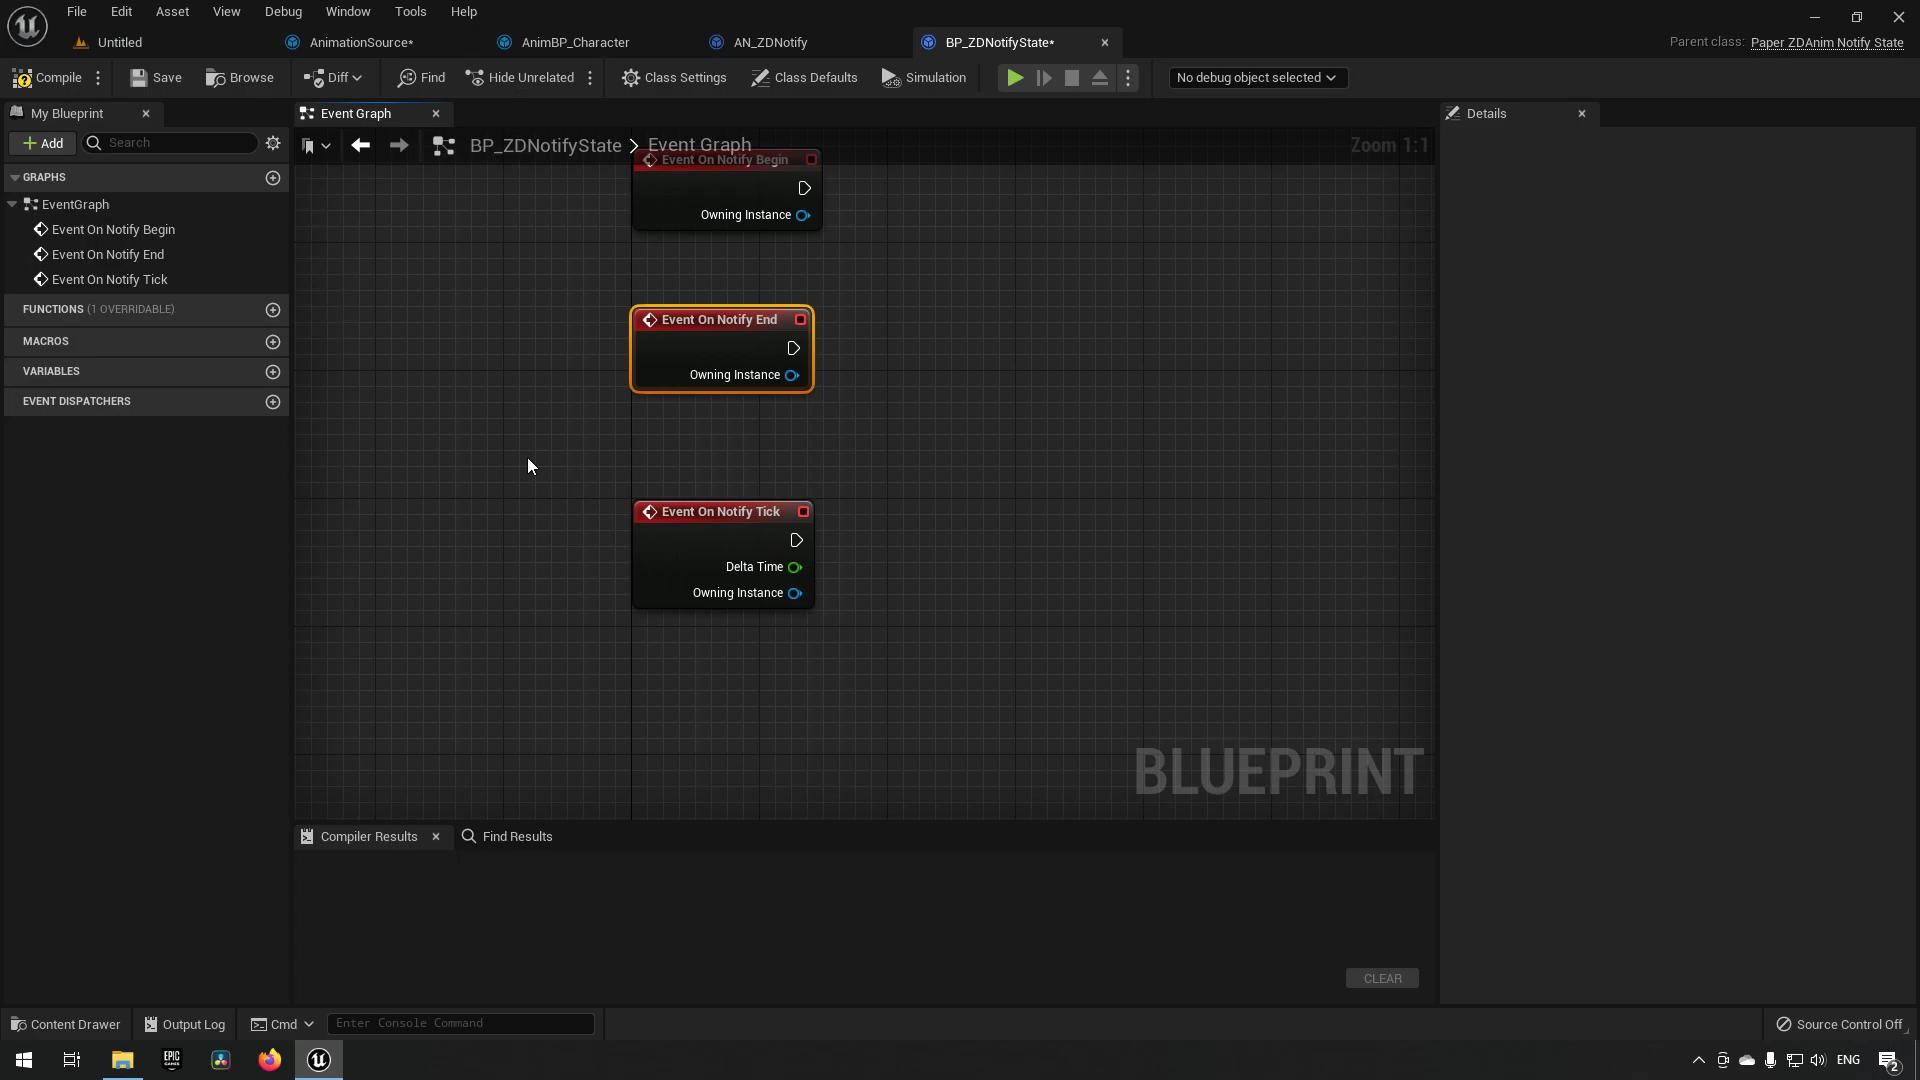 File Edit Asset View Debug Window Tools Help
Untitled AnimationSource* AnimBP_Character AN_ZDNotify BP_ZDNotifyState* Parent class: Paper ZDAnim Notify State
Compile Save Browse Diff Find Hide Unrelated Class Settings Class Defaults Simulation No debug object selected
My Blueprint Event Graph Details
Add Search BP_ZDNotifyState > Event Graph Zoom 1:1
GRAPHS
EventGraph
Event On Notify Begin
Event On Notify End
Event On Notify Tick
FUNCTIONS (1 OVERRIDABLE)
MACROS
VARIABLES
EVENT DISPATCHERS
Event On Notify Begin
Owning Instance
Event On Notify End
Owning Instance
Event On Notify Tick
Delta Time
Owning Instance
BLUEPRINT
Compiler Results Find Results
CLEAR
Content Drawer Output Log Cmd Enter Console Command Source Control Off
EPIC GAMES ENG 2